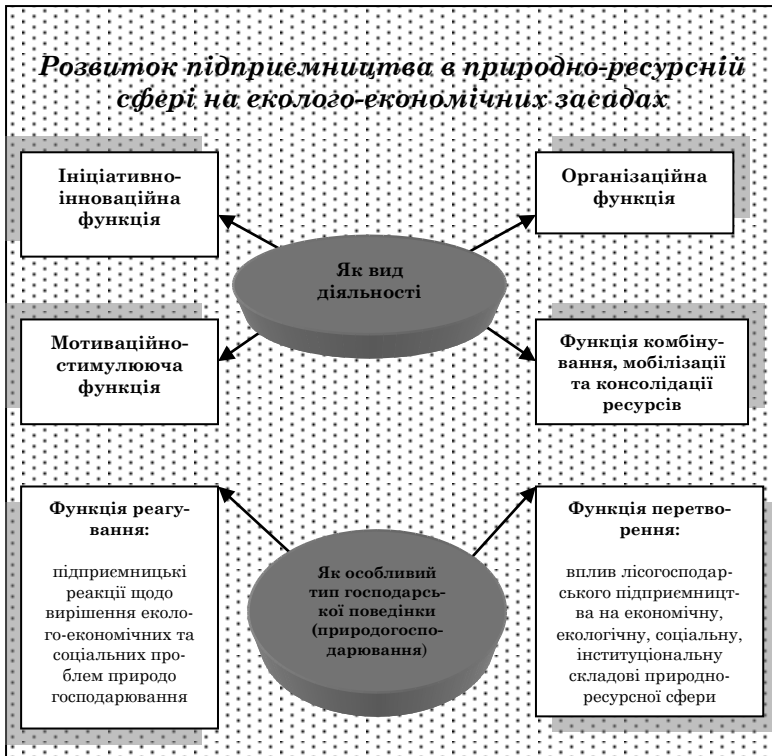 Розвиток підприємництва в природно-ресурсній
сфері на еколого-економічних засадах
Ініціативно-
інноваційна
функція
Організаційна
функція
Як вид
діяльності
Мотиваційно-
стимулююча
функція
Функція комбіну-
вання, мобілізації
та консолідації
ресурсів
Функція реагу-
вання:
підприємницькі
реакції щодо
вирішення еколо-
го-економічних та
соціальних про-
блем природо
господарювання
Як особливий
тип господарсь-
кої поведінки
(природогоспо-
дарювання)
Функція перетво-
рення:
вплив лісогосподар-
ського підприємницт-
ва на економічну,
екологічну, соціальну,
інституціональну
складові природно-
ресурсної сфери